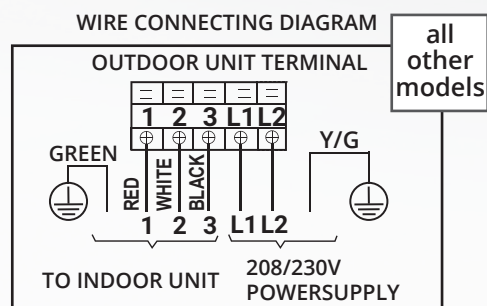 WIRE CONNECTING DIAGRAM
all
other
models
OUTDOOR UNIT TERMINAL
1 2 3 L1 L2
GREEN
Y/G
RED
WHITE
BLACK
1 2 3 L1 L2
TO INDOOR UNIT
208/230V
POWERSUPPLY